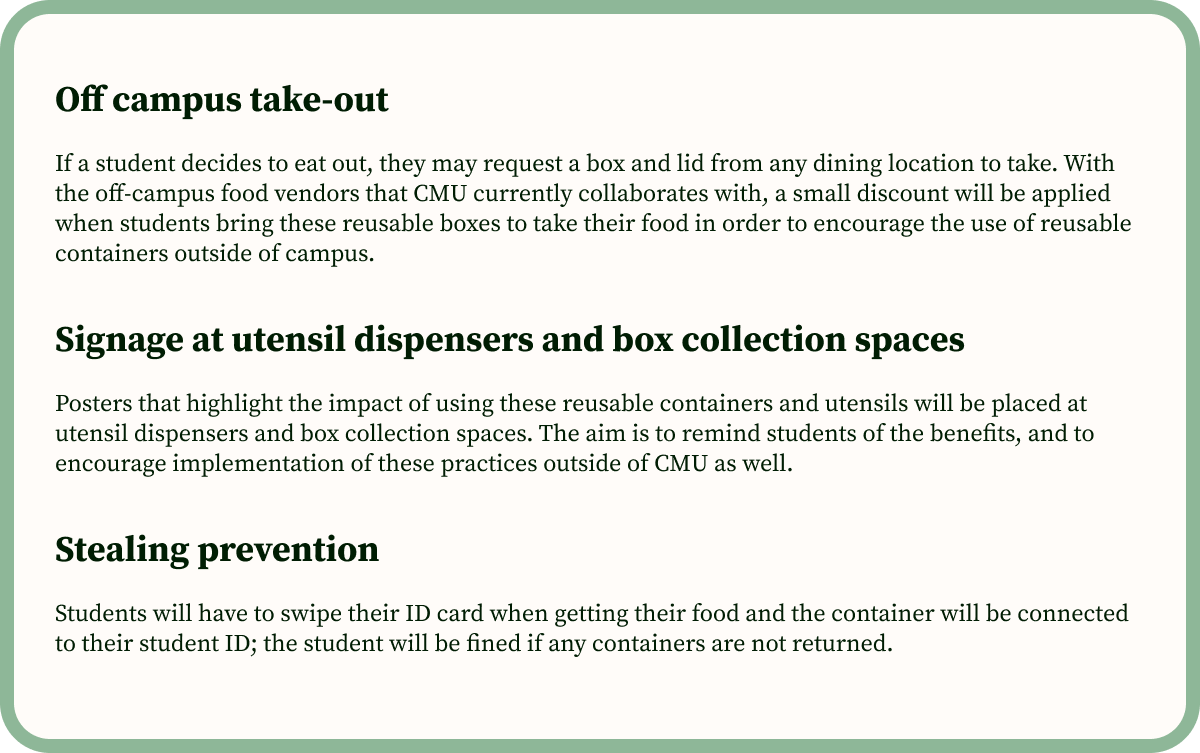 Off campus take-out
If a student decides to eat out, they may request a box and lid from any dining location to take. With
the off-campus food vendors that CMU currently collaborates with, a small discount will be applied
when students bring these reusable boxes to take their food in order to encourage the use of reusable
containers outside of campus.
Signage at utensil dispensers and box collection spaces
Posters that highlight the impact of using these reusable containers and utensils will be placed at
utensil dispensers and box collection spaces. The aim is to remind students of the benefits, and to
encourage implementation of these practices outside of CMU as well.
Stealing prevention
Students will have to swipe their ID card when getting their food and the container will be connected
to their student ID; the student will be fined if any containers are not returned.